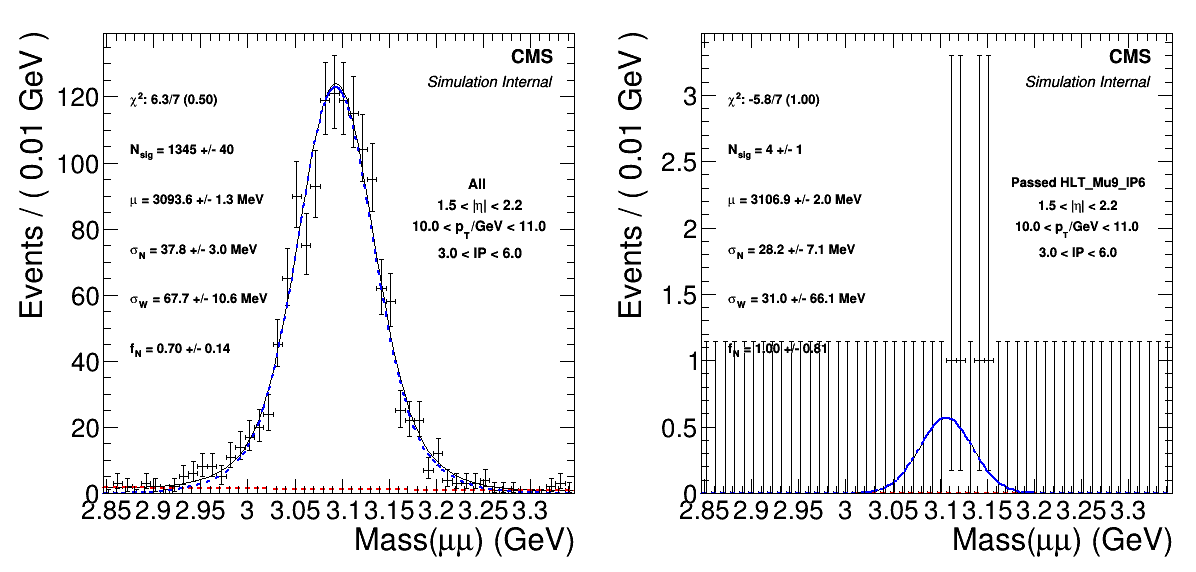 CMS
Simulation Internal
χ²: 6.3/7 (0.50)
N_sig = 1345 +/- 40
μ = 3093.6 +/- 1.3 MeV
σ_N = 37.8 +/- 3.0 MeV
σ_W = 67.7 +/- 10.6 MeV
f_N = 0.70 +/- 0.14
All
1.5 < |η| < 2.2
10.0 < p_T/GeV < 11.0
3.0 < IP < 6.0
Events / ( 0.01 GeV )
120
100
80
60
40
20
0
2.85 2.9 2.95 3 3.05 3.1 3.15 3.2 3.25 3.3
Mass(μμ) (GeV)
CMS
Simulation Internal
χ²: -5.8/7 (1.00)
N_sig = 4 +/- 1
μ = 3106.9 +/- 2.0 MeV
σ_N = 28.2 +/- 7.1 MeV
σ_W = 31.0 +/- 66.1 MeV
f_N = 1.00 +/- 0.81
Passed HLT_Mu9_IP6
1.5 < |η| < 2.2
10.0 < p_T/GeV < 11.0
3.0 < IP < 6.0
Events / ( 0.01 GeV )
3
2.5
2
1.5
1
0.5
0
2.85 2.9 2.95 3 3.05 3.1 3.15 3.2 3.25 3.3
Mass(μμ) (GeV)